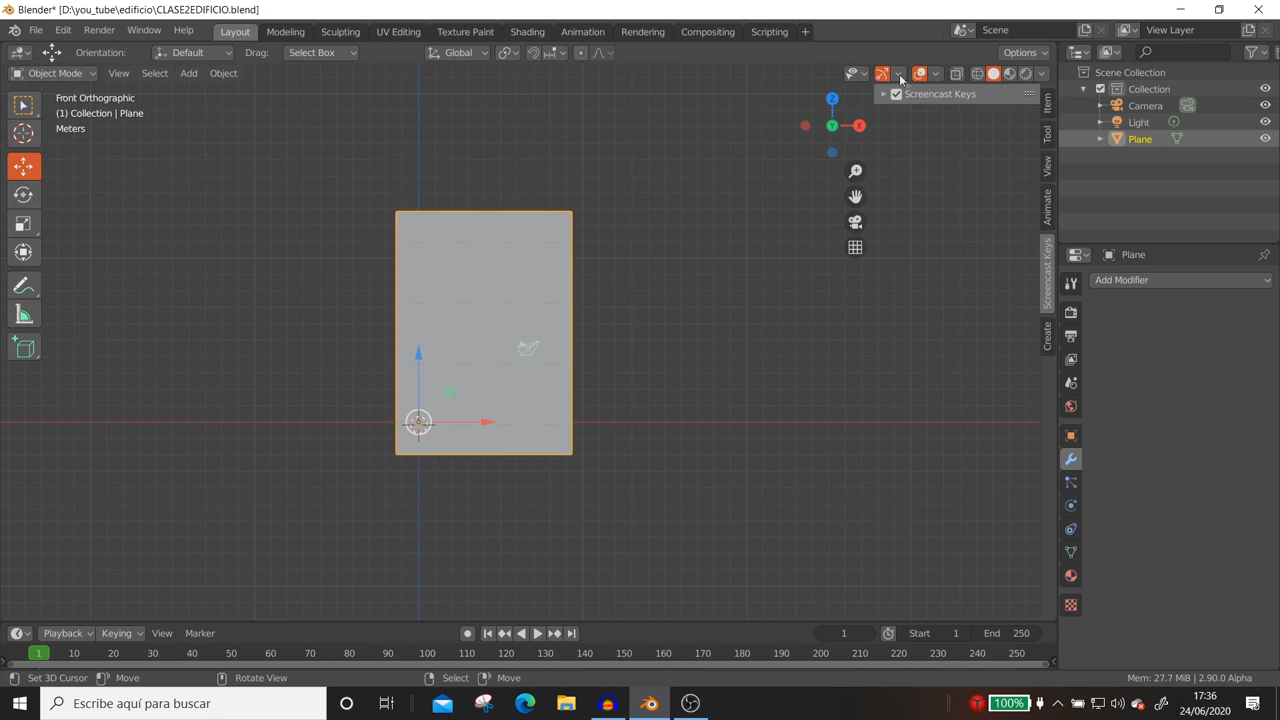 Blender* [D:\you_tube\edificio\CLASE2EDIFICIO.blend]
File Edit Render Window Help Layout Modeling Sculpting UV Editing Texture Paint Shading Animation Rendering Compositing Scripting + Scene View Layer
Orientation: Default Drag: Select Box Global Options
Object Mode View Select Add Object
Scene Collection
Collection
Camera
Light
Plane
Screencast Keys
Front Orthographic
(1) Collection | Plane
Meters
Z
Y
X
Item
Tool
View
Animate
Screencast Keys
Create
Plane
Add Modifier
Playback Keying View Marker 1 Start 1 End 250
1 10 20 30 40 50 60 70 80 90 100 110 120 130 140 150 160 170 180 190 200 210 220 230 240 250
Set 3D Cursor Move Rotate View Select Move Mem: 27.7 MiB | 2.90.0 Alpha
Escribe aquí para buscar
100%
17:36
24/06/2020